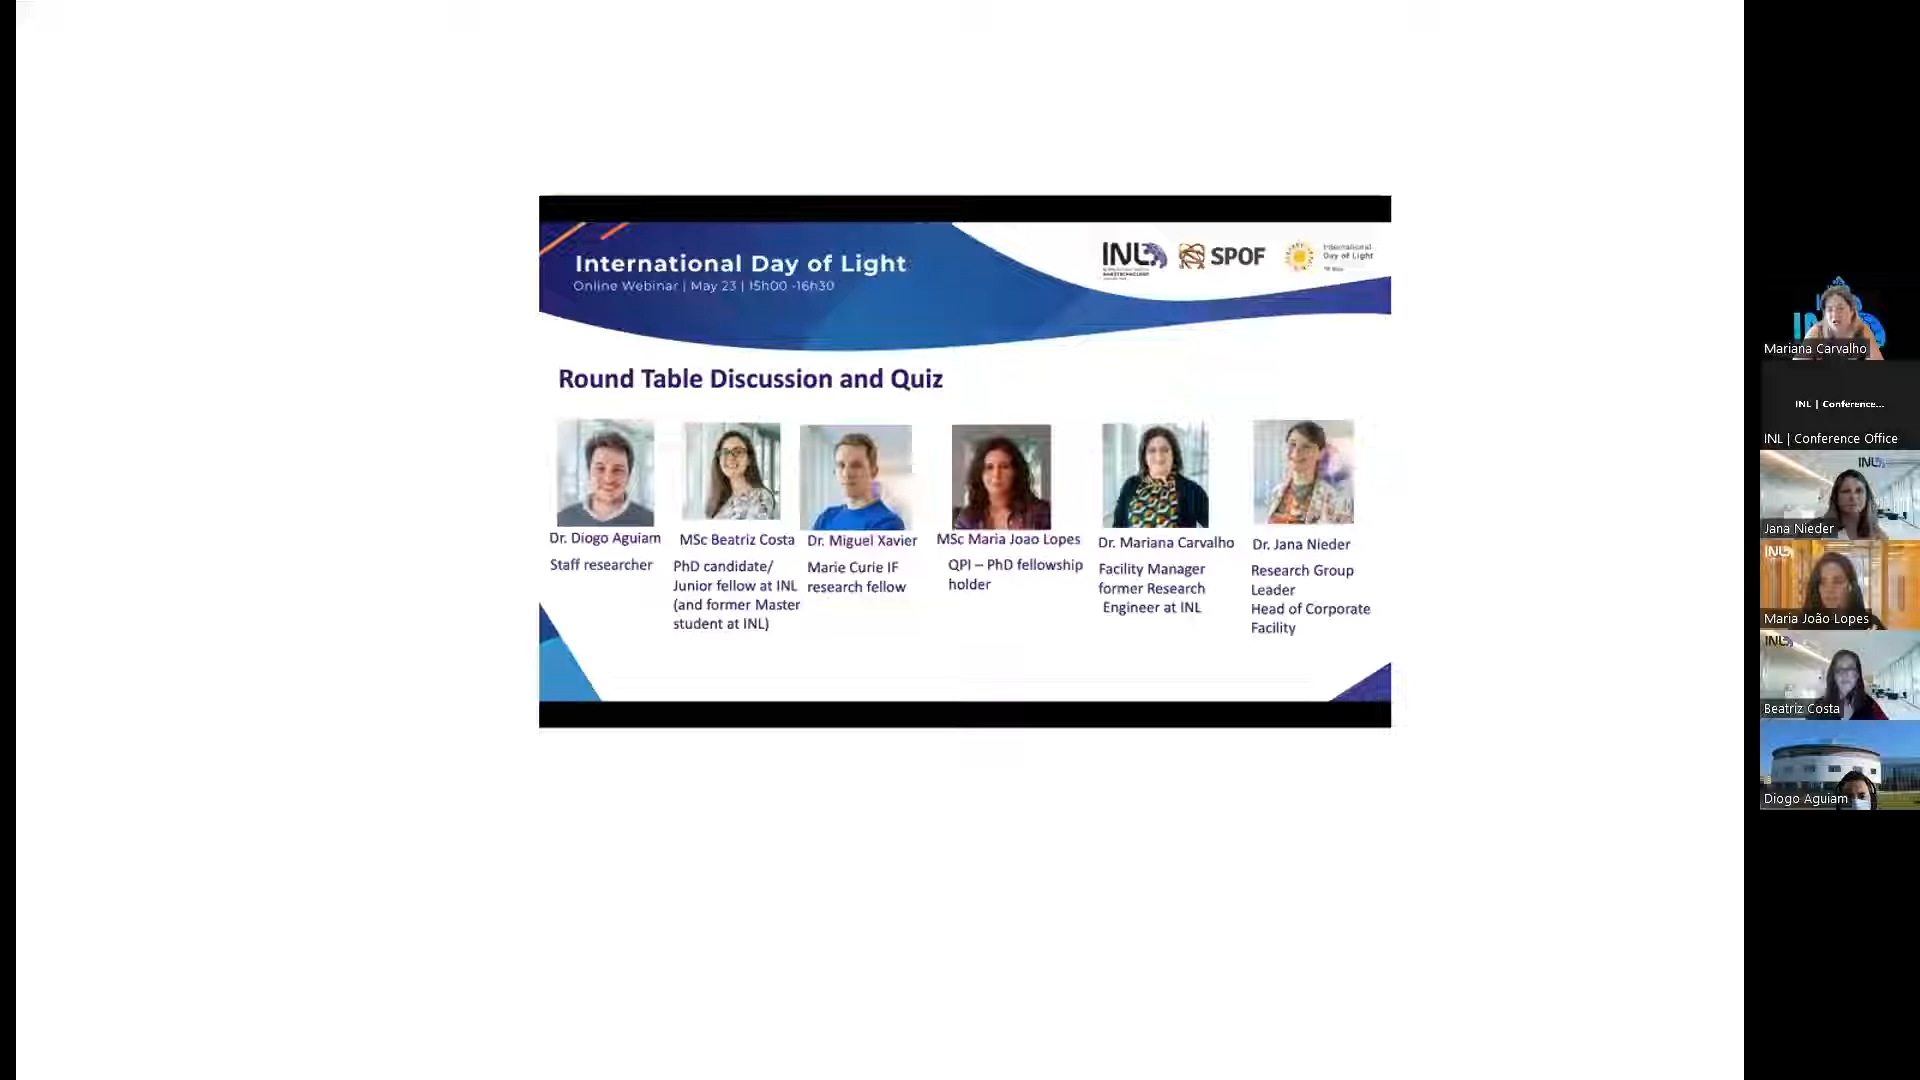 International Day of Light
Online Webinar | May 23 | 15h00 -16h30
INL
SPOF
International
Day of Light
Round Table Discussion and Quiz
Dr. Diogo Aguiam
Staff researcher
MSc Beatriz Costa
PhD candidate/
Junior fellow at INL
(and former Master
student at INL)
Dr. Miguel Xavier
Marie Curie IF
research fellow
MSc Maria Joao Lopes
QPI – PhD fellowship
holder
Dr. Mariana Carvalho
Facility Manager
former Research
Engineer at INL
Dr. Jana Nieder
Research Group
Leader
Head of Corporate
Facility
Mariana Carvalho
INL | Conference...
INL | Conference Office
INL
Jana Nieder
INL
Maria João Lopes
INL
Beatriz Costa
Diogo Aguiam